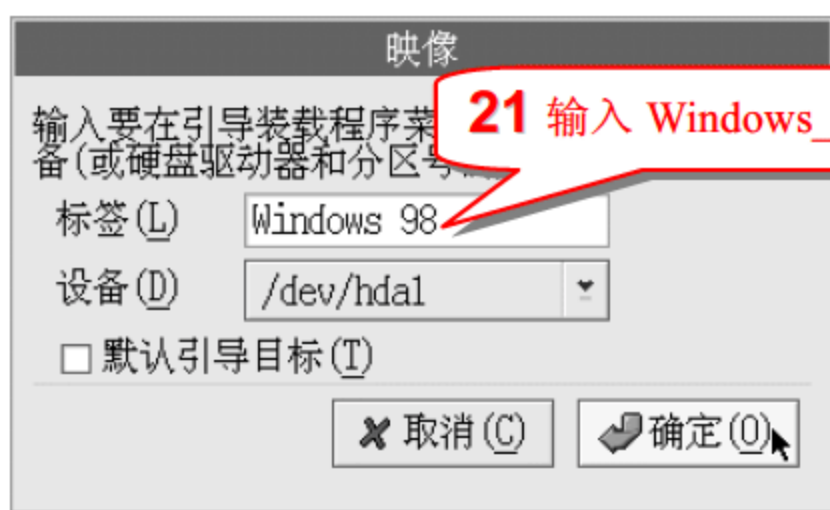 映像
21 输入 Windows_
输入要在引导装载程序菜
备(或硬盘驱动器和分区号
标签(L)
Windows 98
设备(D)
/dev/hda1
默认引导目标(T)
取消(C)
确定(O)